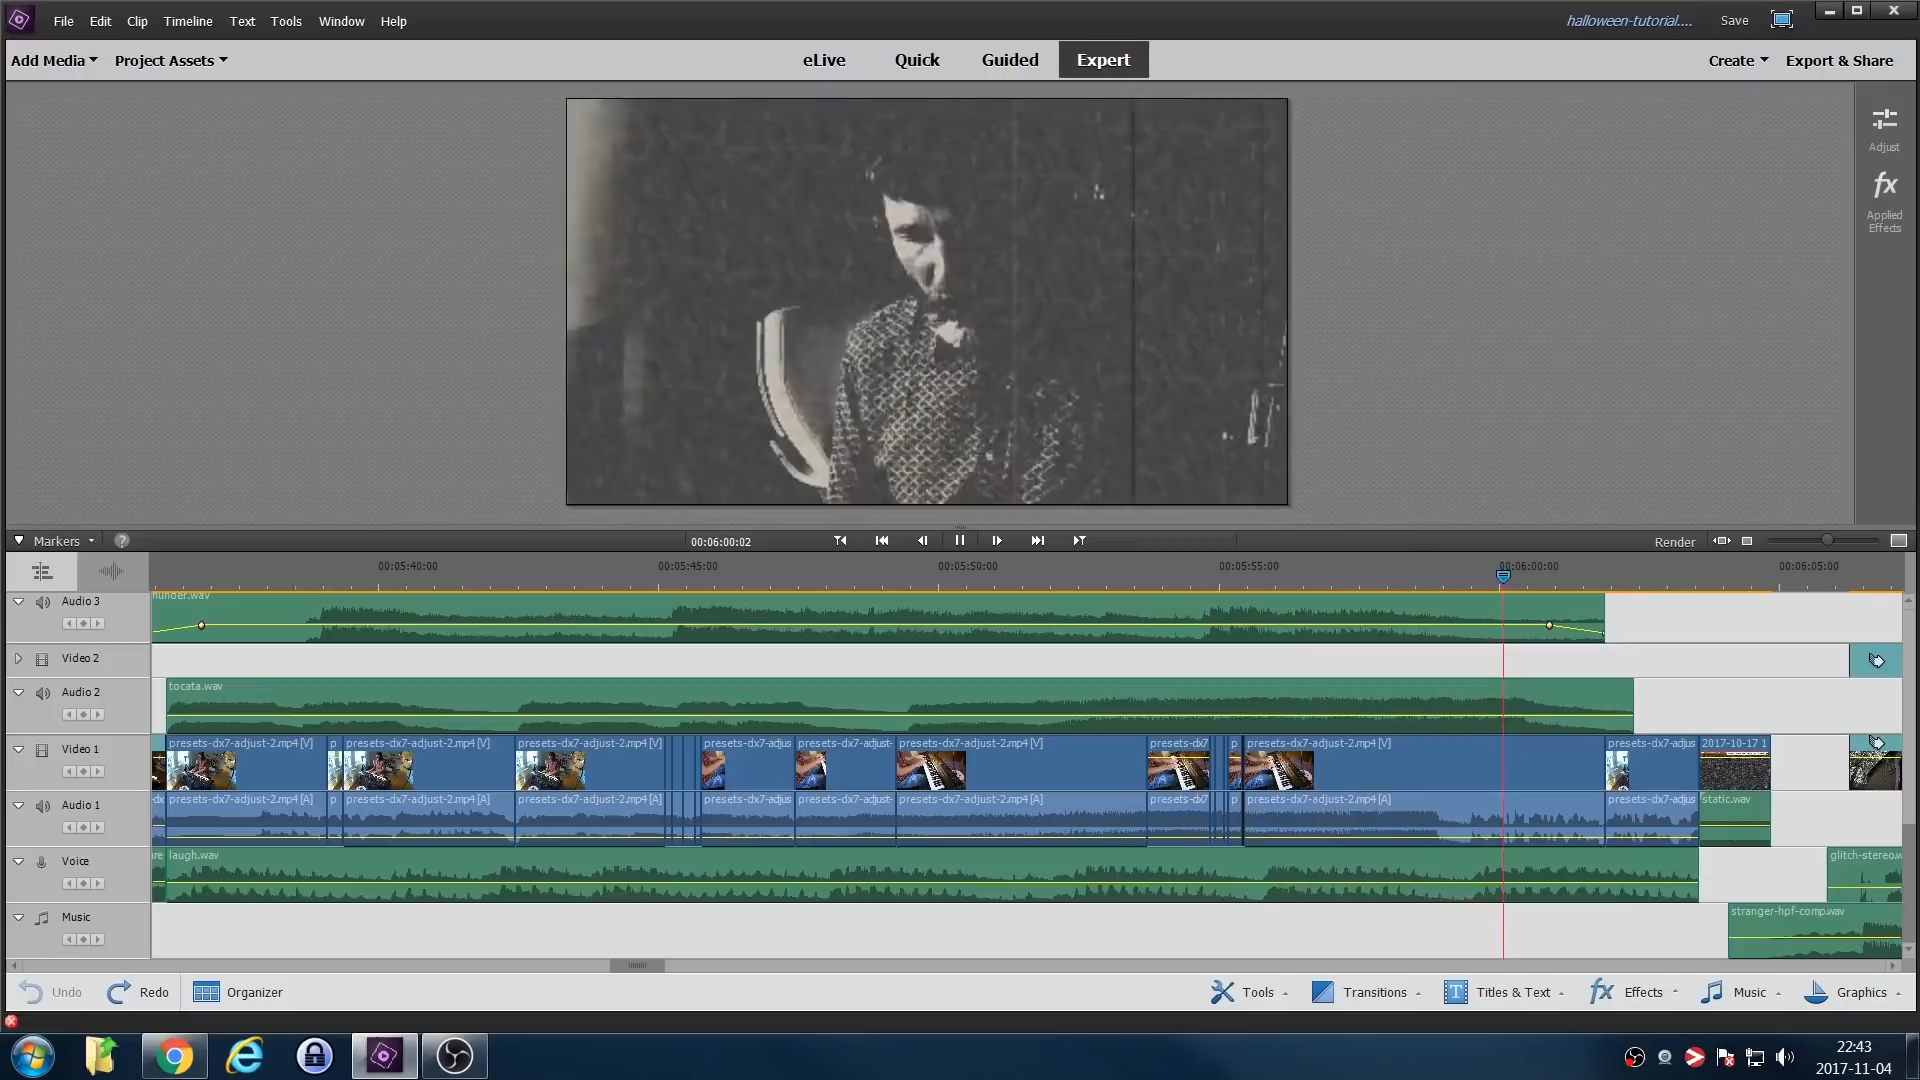 File Edit Clip Timeline Text Tools Window Help
halloween-tutorial....
Save
Add Media
Project Assets
eLive Quick Guided Expert
Create
Export & Share
Adjust
fx
Applied
Effects
Markers
?
00:06:00:02
Render
00:05:40:00 00:05:45:00 00:05:50:00 00:05:55:00 00:06:00:00 00:06:05:00
Audio 3
hunder.wav
Video 2
Audio 2
tocata.wav
Video 1
presets-dx7-adjust-2.mp4 [V] p presets-dx7-adjust-2.mp4 [V] presets-dx7-adjust-2.mp4 [V] presets-dx7-adjus presets-dx7-adjust- presets-dx7-adjust-2.mp4 [V] presets-dx7 p presets-dx7-adjust-2.mp4 [V] presets-dx7-adjus 2017-10-17 1
Audio 1
-dx presets-dx7-adjust-2.mp4 [A] p presets-dx7-adjust-2.mp4 [A] presets-dx7-adjust-2.mp4 [A] presets-dx7-adjus presets-dx7-adjust- presets-dx7-adjust-2.mp4 [A] presets-dx7 p presets-dx7-adjust-2.mp4 [A] presets-dx7-adjus static.wav
Voice
re laugh.wav
glitch-stereo.w
Music
stranger-hpf-comp.wav
Undo Redo Organizer
Tools Transitions T Titles & Text fx Effects Music Graphics
22:43
2017-11-04